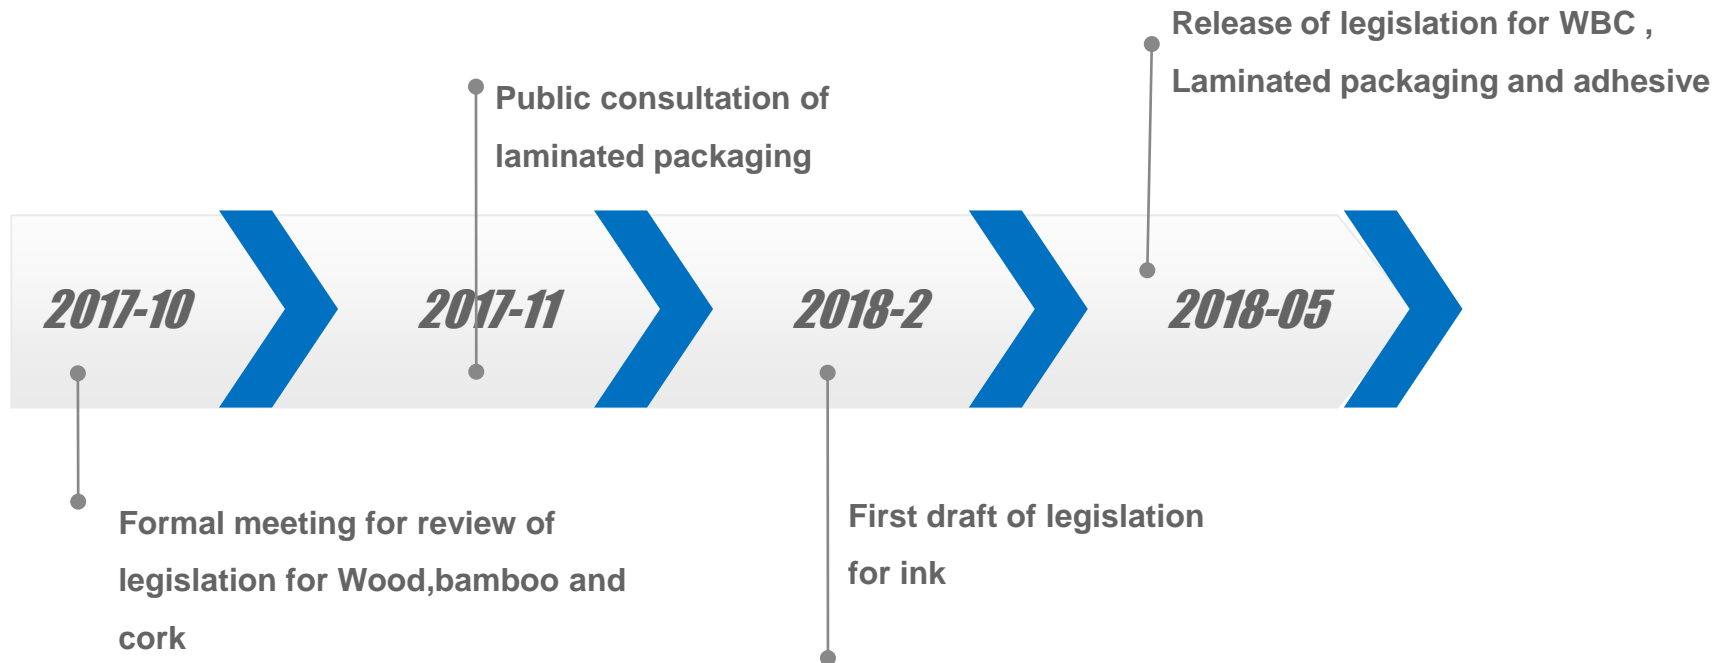 Release of legislation for WBC ,
Laminated packaging and adhesive
Public consultation of
laminated packaging
2017-10
2017-11
2018-2
2018-05
Formal meeting for review of
legislation for Wood,bamboo and
cork
First draft of legislation
for ink